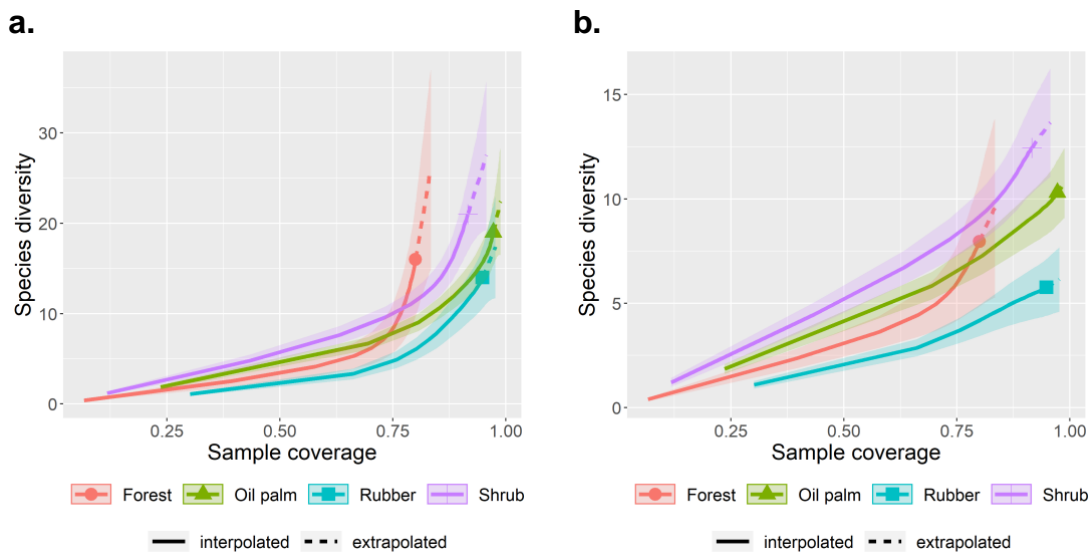 a.
Species diversity
30
20
10
0
0.25 0.50 0.75 1.00
Sample coverage
Forest Oil palm Rubber Shrub
interpolated extrapolated
b.
Species diversity
15
10
5
0
0.25 0.50 0.75 1.00
Sample coverage
Forest Oil palm Rubber Shrub
interpolated extrapolated